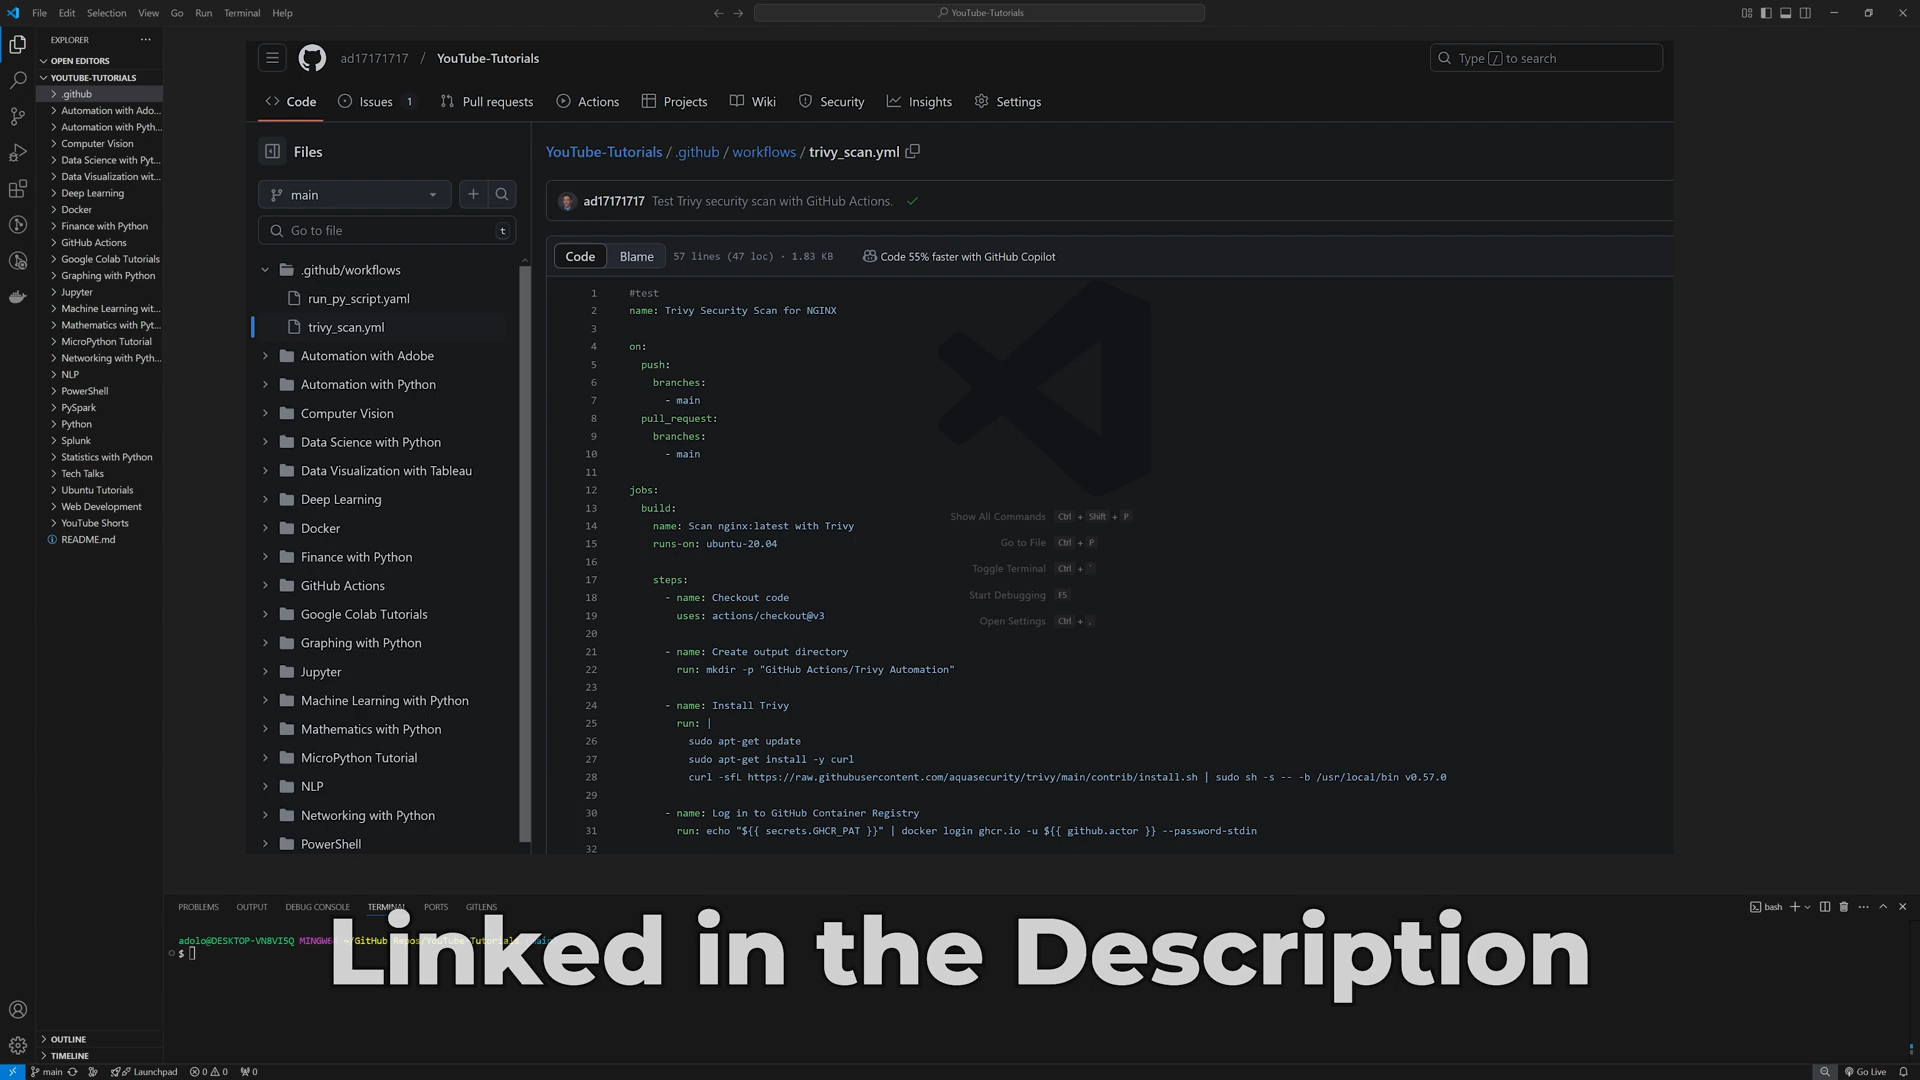 File Edit Selection View Go Run Terminal Help
YouTube-Tutorials
EXPLORER
OPEN EDITORS
YOUTUBE-TUTORIALS
.github
Automation with Ado...
Automation with Pyth...
Computer Vision
Data Science with Pyt...
Data Visualization wit...
Deep Learning
Docker
Finance with Python
GitHub Actions
Google Colab Tutorials
Graphing with Python
Jupyter
Machine Learning wit...
Mathematics with Pyt...
MicroPython Tutorial
Networking with Pyth...
NLP
PowerShell
PySpark
Python
Splunk
Statistics with Python
Tech Talks
Ubuntu Tutorials
Web Development
YouTube Shorts
README.md
OUTLINE
TIMELINE
ad17171717 / YouTube-Tutorials
Type / to search
Code Issues 1 Pull requests Actions Projects Wiki Security Insights Settings
Files
main
Go to file t
.github/workflows
run_py_script.yaml
trivy_scan.yml
Automation with Adobe
Automation with Python
Computer Vision
Data Science with Python
Data Visualization with Tableau
Deep Learning
Docker
Finance with Python
GitHub Actions
Google Colab Tutorials
Graphing with Python
Jupyter
Machine Learning with Python
Mathematics with Python
MicroPython Tutorial
NLP
Networking with Python
PowerShell
YouTube-Tutorials / .github / workflows / trivy_scan.yml
ad17171717 Test Trivy security scan with GitHub Actions.
Code Blame 57 lines (47 loc) · 1.83 KB Code 55% faster with GitHub Copilot
1 #test
2 name: Trivy Security Scan for NGINX
3
4 on:
5 push:
6 branches:
7 - main
8 pull_request:
9 branches:
10 - main
11
12 jobs:
13 build:
14 name: Scan nginx:latest with Trivy
15 runs-on: ubuntu-20.04
16
17 steps:
18 - name: Checkout code
19 uses: actions/checkout@v3
20
21 - name: Create output directory
22 run: mkdir -p "GitHub Actions/Trivy Automation"
23
24 - name: Install Trivy
25 run: |
26 sudo apt-get update
27 sudo apt-get install -y curl
28 curl -sfL https://raw.githubusercontent.com/aquasecurity/trivy/main/contrib/install.sh | sudo sh -s -- -b /usr/local/bin v0.57.0
29
30 - name: Log in to GitHub Container Registry
31 run: echo "${{ secrets.GHCR_PAT }}" | docker login ghcr.io -u ${{ github.actor }} --password-stdin
32
Show All Commands Ctrl + Shift + P
Go to File Ctrl + P
Toggle Terminal Ctrl + `
Start Debugging F5
Open Settings Ctrl + ,
PROBLEMS OUTPUT DEBUG CONSOLE TERMINAL PORTS GITLENS
bash
adolo@DESKTOP-VN8VI5Q MINGW64 ~/GitHub Repos/YouTube-Tutorials (main)
$
Linked in the Description
main Launchpad 0 0 0
Go Live